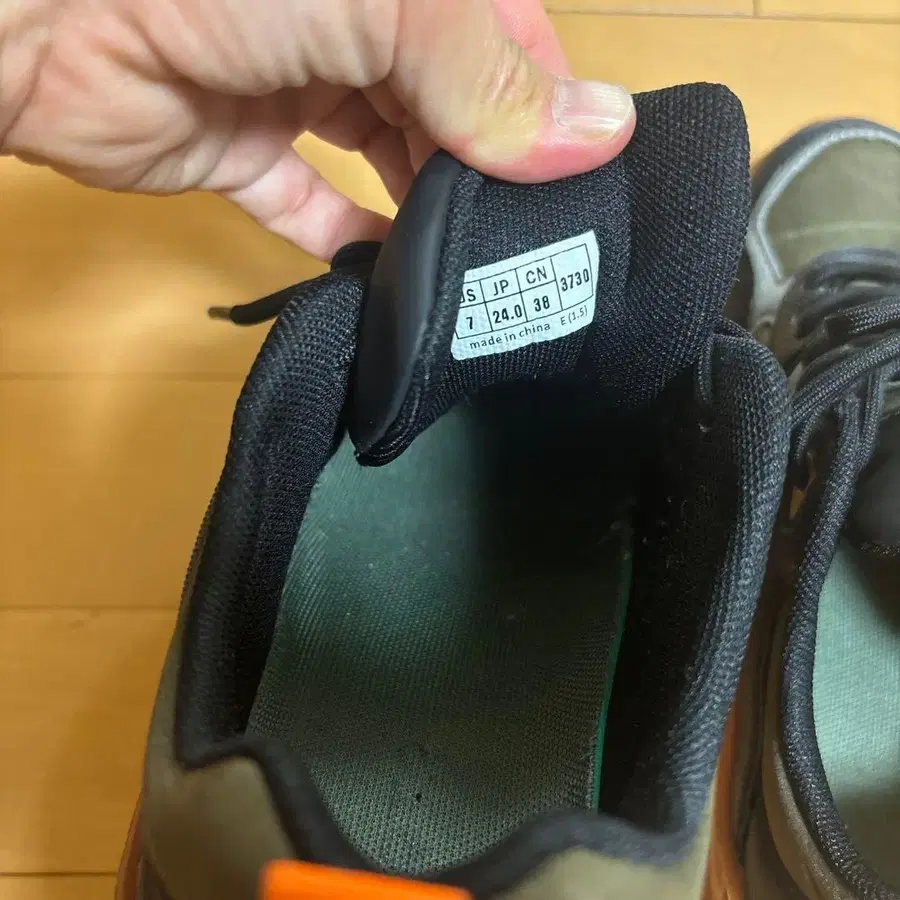 US JP CN 3730
7 24.0 38
made in china E (1.5)